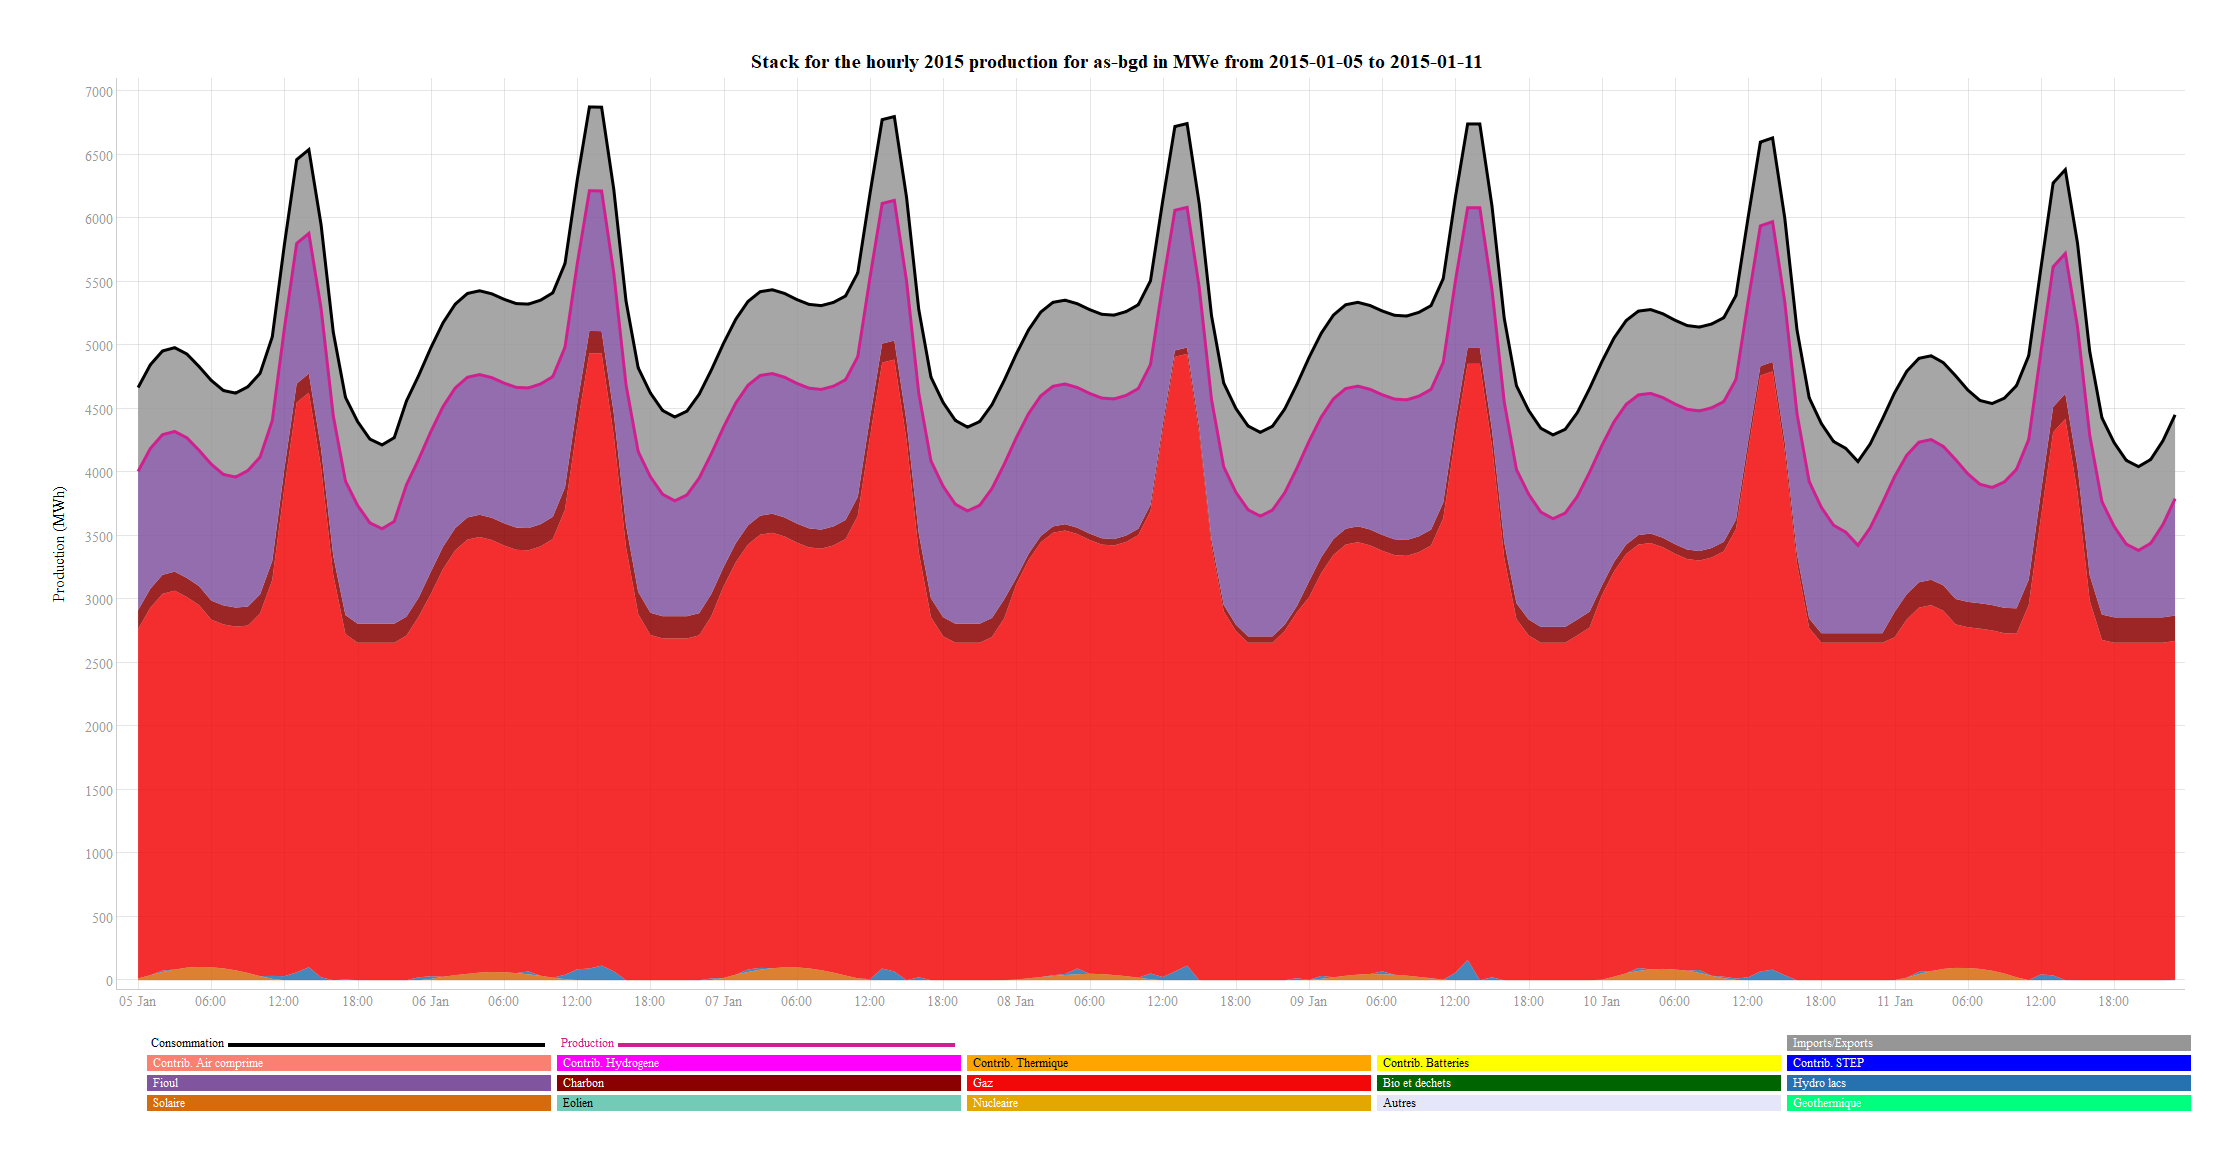 Stack for the hourly 2015 production for as-bgd in MWe from 2015-01-05 to 2015-01-11
7000
6500
6000
5500
5000
4500
4000
3500
3000
2500
2000
1500
1000
500
0
Production (MWh)
05 Jan 06:00 12:00 18:00 06 Jan 06:00 12:00 18:00 07 Jan 06:00 12:00 18:00 08 Jan 06:00 12:00 18:00 09 Jan 06:00 12:00 18:00 10 Jan 06:00 12:00 18:00 11 Jan 06:00 12:00 18:00
Consommation Production Imports/Exports
Contrib. Air comprime Contrib. Hydrogene Contrib. Thermique Contrib. Batteries Contrib. STEP
Fioul Charbon Gaz Bio et dechets Hydro lacs
Solaire Eolien Nucleaire Autres Geothermique